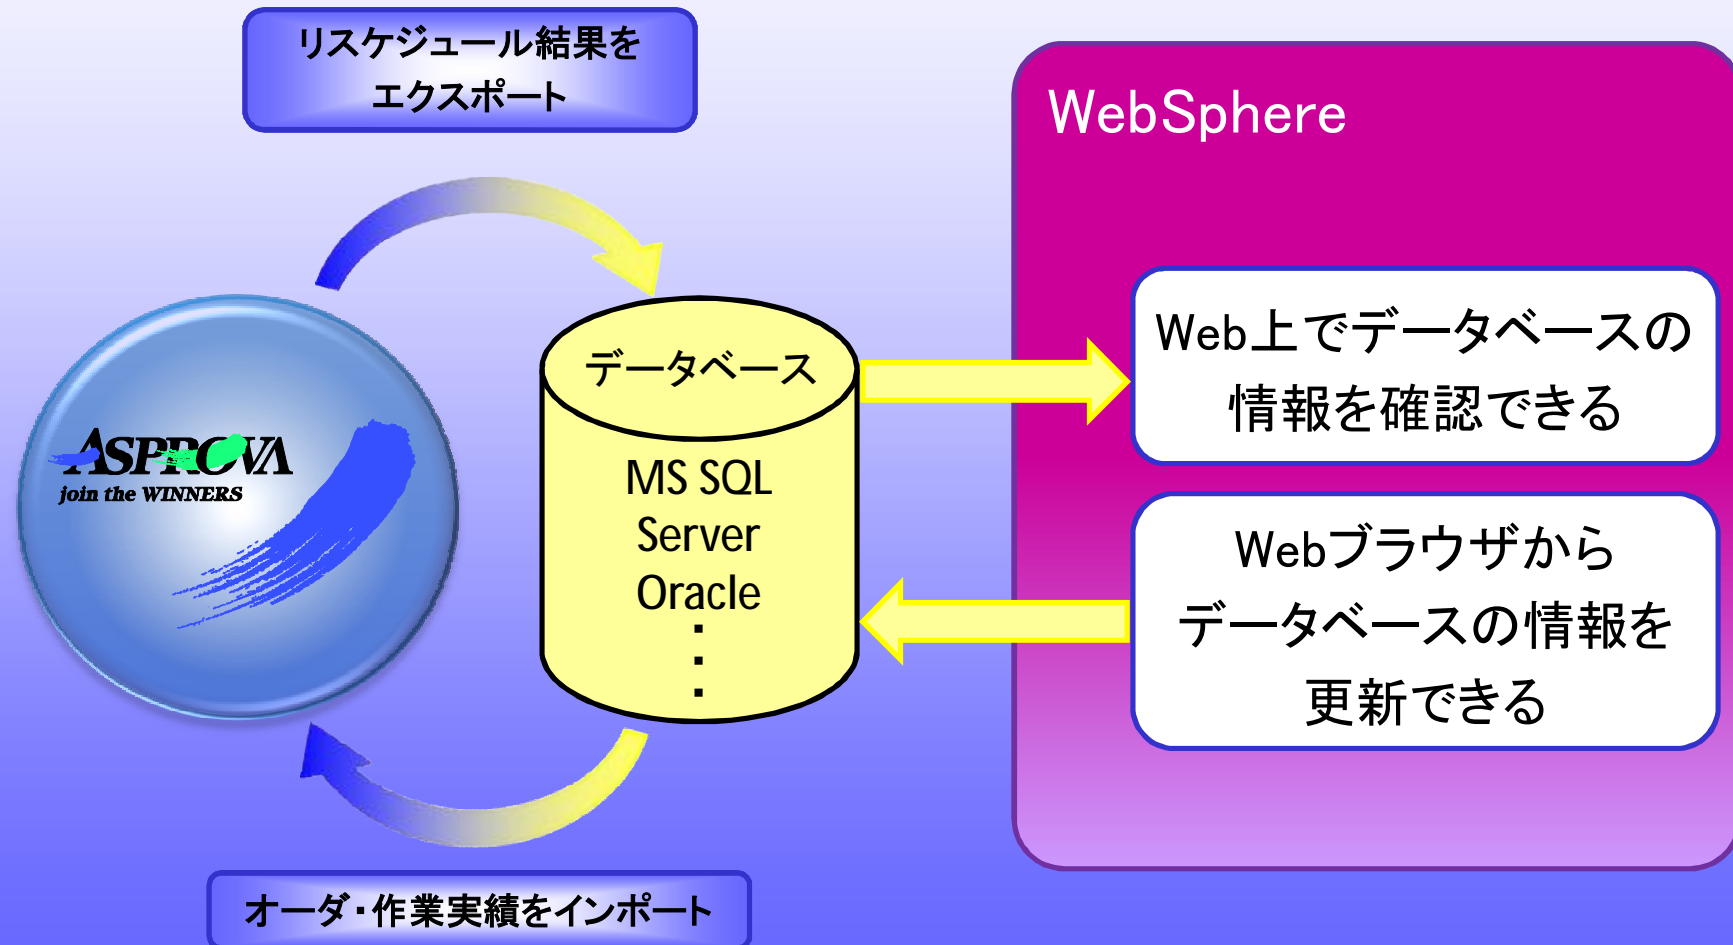 リスケジュール結果を
エクスポート
WebSphere
ASPROVA
join the WINNERS
データベース
MS SQL
Server
Oracle
・
・
・
Web上でデータベースの
情報を確認できる
Webブラウザから
データベースの情報を
更新できる
オーダ・作業実績をインポート